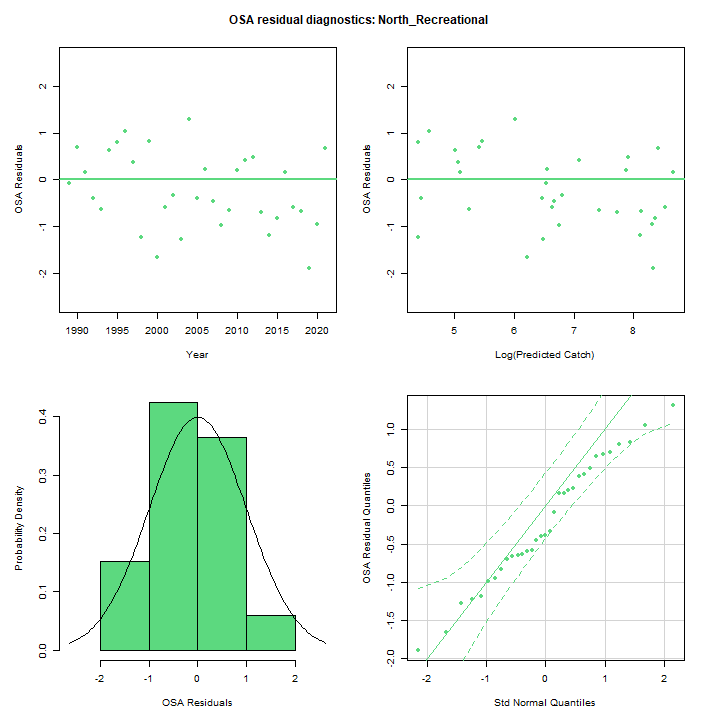 OSA residual diagnostics: North_Recreational
OSA Residuals
2
1
0
-1
-2
1990 1995 2000 2005 2010 2015 2020
Year
OSA Residuals
2
1
0
-1
-2
5 6 7 8
Log(Predicted Catch)
Probability Density
0.4
0.3
0.2
0.1
0.0
-2 -1 0 1 2
OSA Residuals
OSA Residual Quantiles
1.0
0.5
0.0
-0.5
-1.0
-1.5
-2.0
-2 -1 0 1 2
Std Normal Quantiles